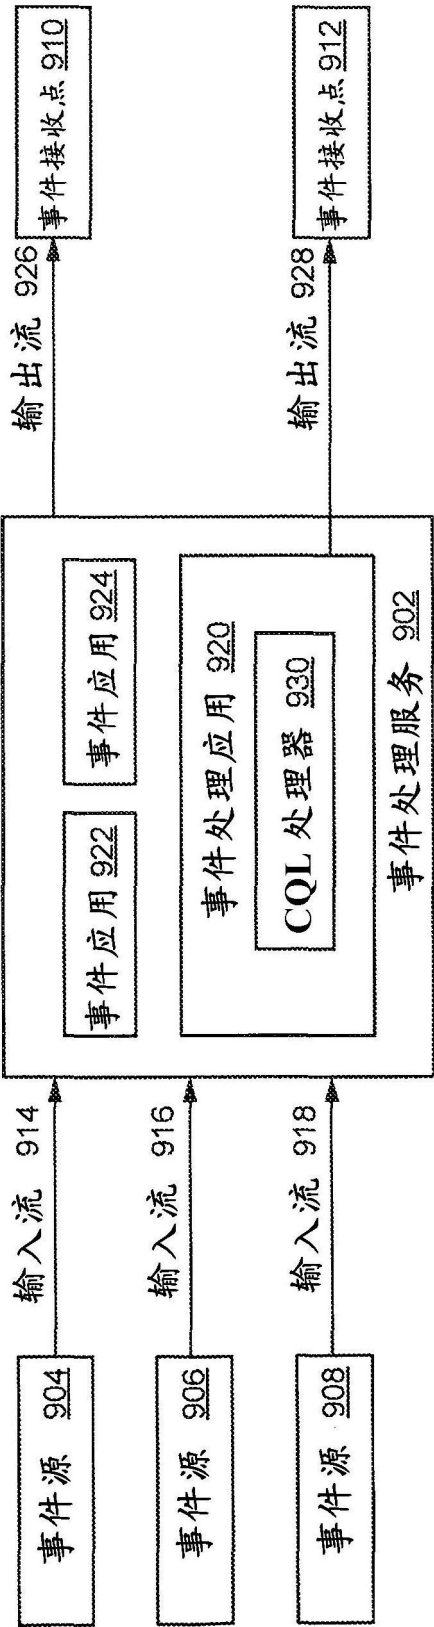 事件源 904
输入流 914
事件源 906
输入流 916
事件源 908
输入流 918
事件应用 922
事件应用 924
事件处理应用 920
CQL 处理器 930
事件处理服务 902
输出流 926
事件接收点 910
输出流 928
事件接收点 912